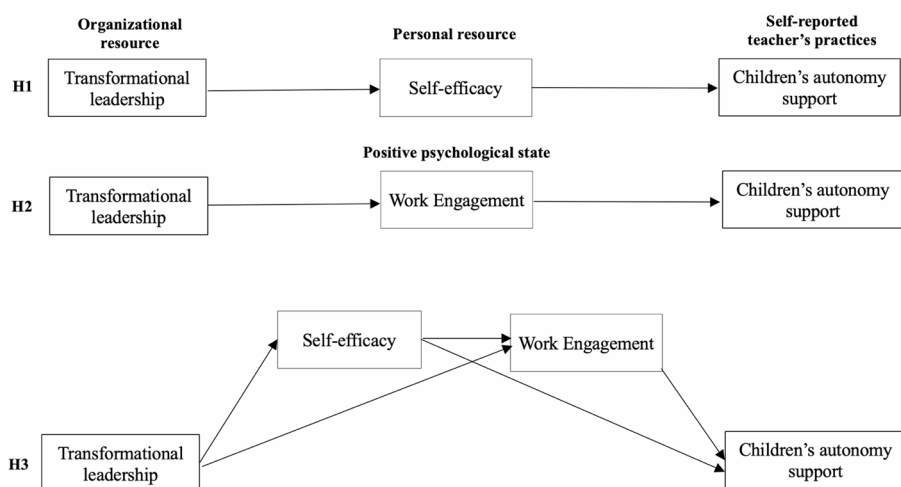 Organizational
resource
Personal resource
Self-reported
teacher's practices
H1
Transformational
leadership
Self-efficacy
Children's autonomy
support
Positive psychological state
H2
Transformational
leadership
Work Engagement
Children's autonomy
support
Self-efficacy
Work Engagement
H3
Transformational
leadership
Children's autonomy
support